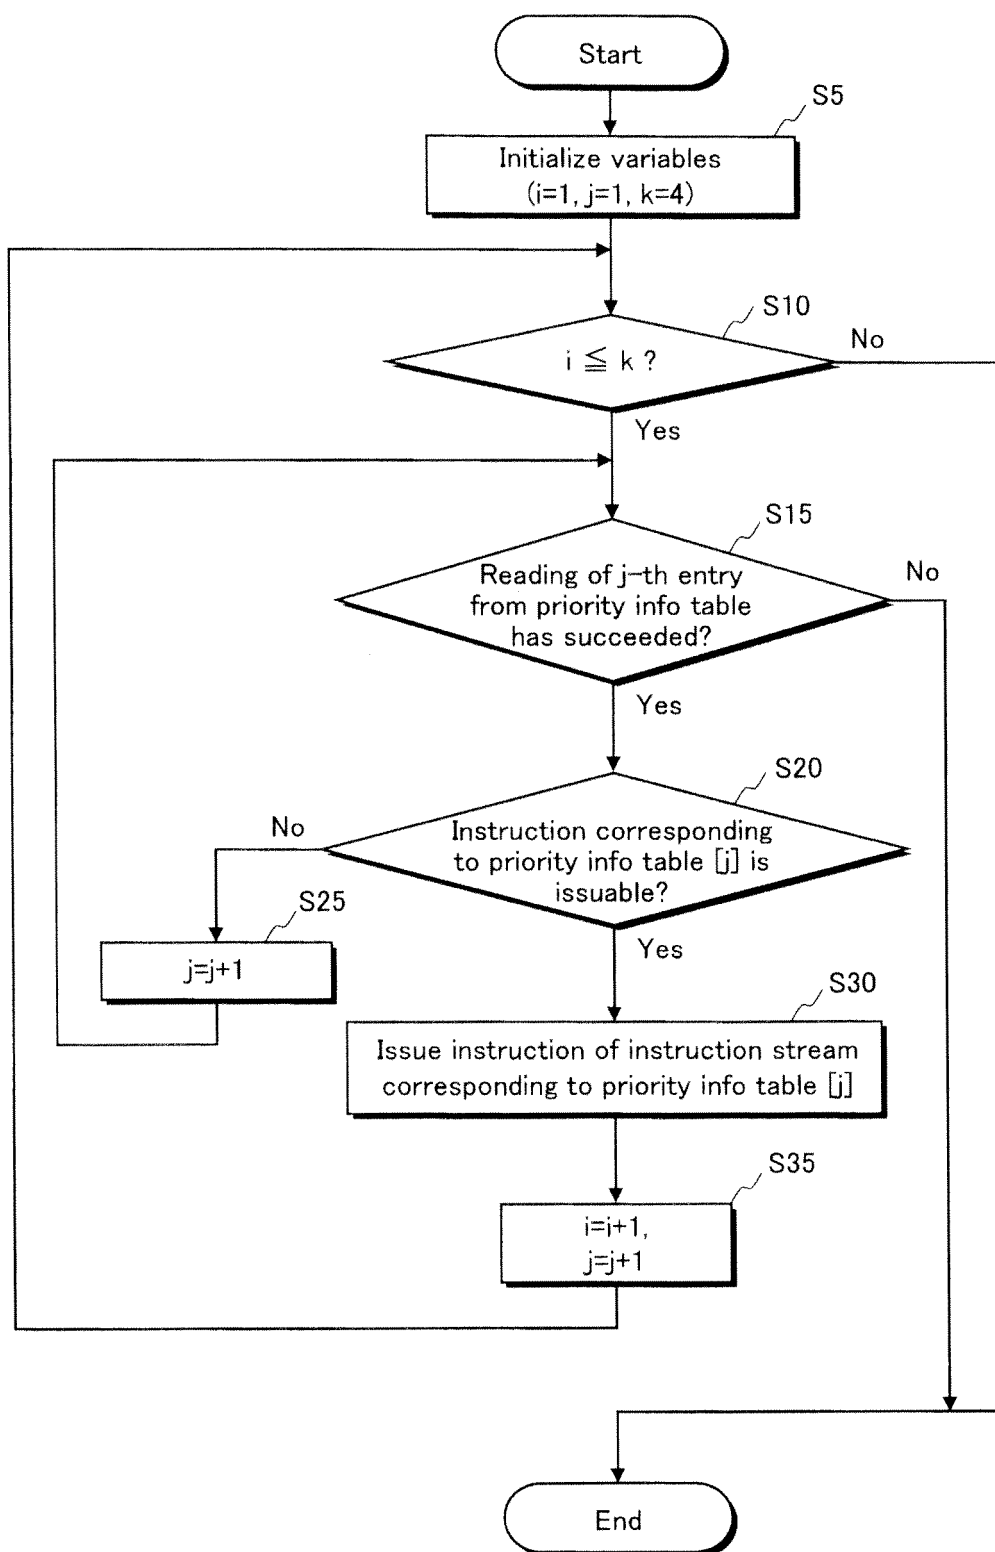 Start
S5
Initialize variables
(i=1, j=1, k=4)
S10
i ≦ k ?
No
Yes
S15
Reading of j-th entry
from priority info table
has succeeded?
No
Yes
S20
No
Instruction corresponding
to priority info table [j] is
issuable?
S25
Yes
j=j+1
S30
Issue instruction of instruction stream
corresponding to priority info table [j]
S35
i=i+1,
j=j+1
End